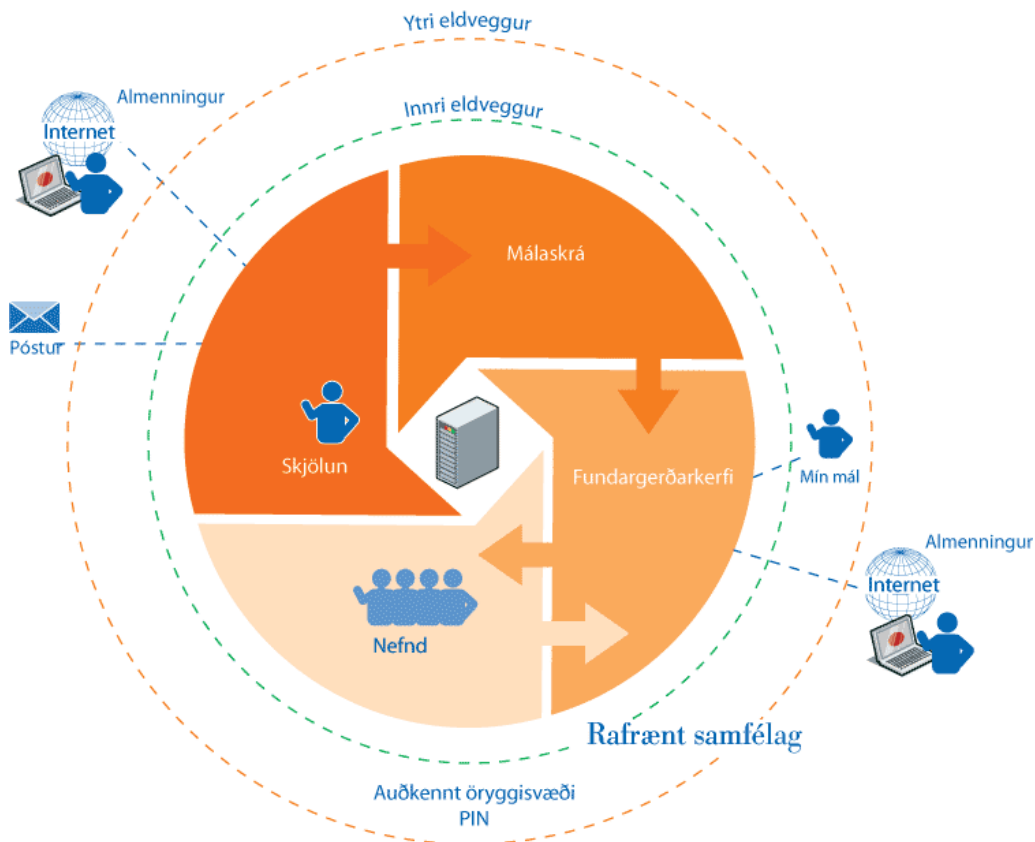 Ytri eldveggur
Almenningur
Internet
Innri eldveggur
Málaskrá
Póstur
Skjölun
Fundargerðarkerfi
Mín mál
Almenningur
Internet
Nefnd
Rafrænt samfélag
Auðkennt öryggisvæði
PIN